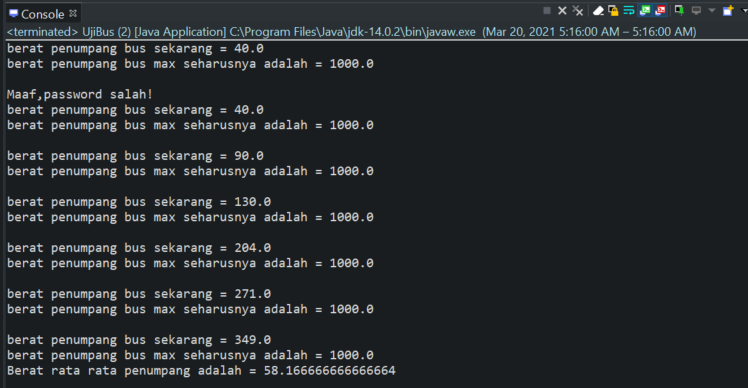 Console
<terminated> UjiBus (2) [Java Application] C:\Program Files\Java\jdk-14.0.2\bin\javaw.exe (Mar 20, 2021 5:16:00 AM – 5:16:00 AM)
berat penumpang bus sekarang = 40.0
berat penumpang bus max seharusnya adalah = 1000.0
Maaf,password salah!
berat penumpang bus sekarang = 40.0
berat penumpang bus max seharusnya adalah = 1000.0
berat penumpang bus sekarang = 90.0
berat penumpang bus max seharusnya adalah = 1000.0
berat penumpang bus sekarang = 130.0
berat penumpang bus max seharusnya adalah = 1000.0
berat penumpang bus sekarang = 204.0
berat penumpang bus max seharusnya adalah = 1000.0
berat penumpang bus sekarang = 271.0
berat penumpang bus max seharusnya adalah = 1000.0
berat penumpang bus sekarang = 349.0
berat penumpang bus max seharusnya adalah = 1000.0
Berat rata rata penumpang adalah = 58.166666666666664